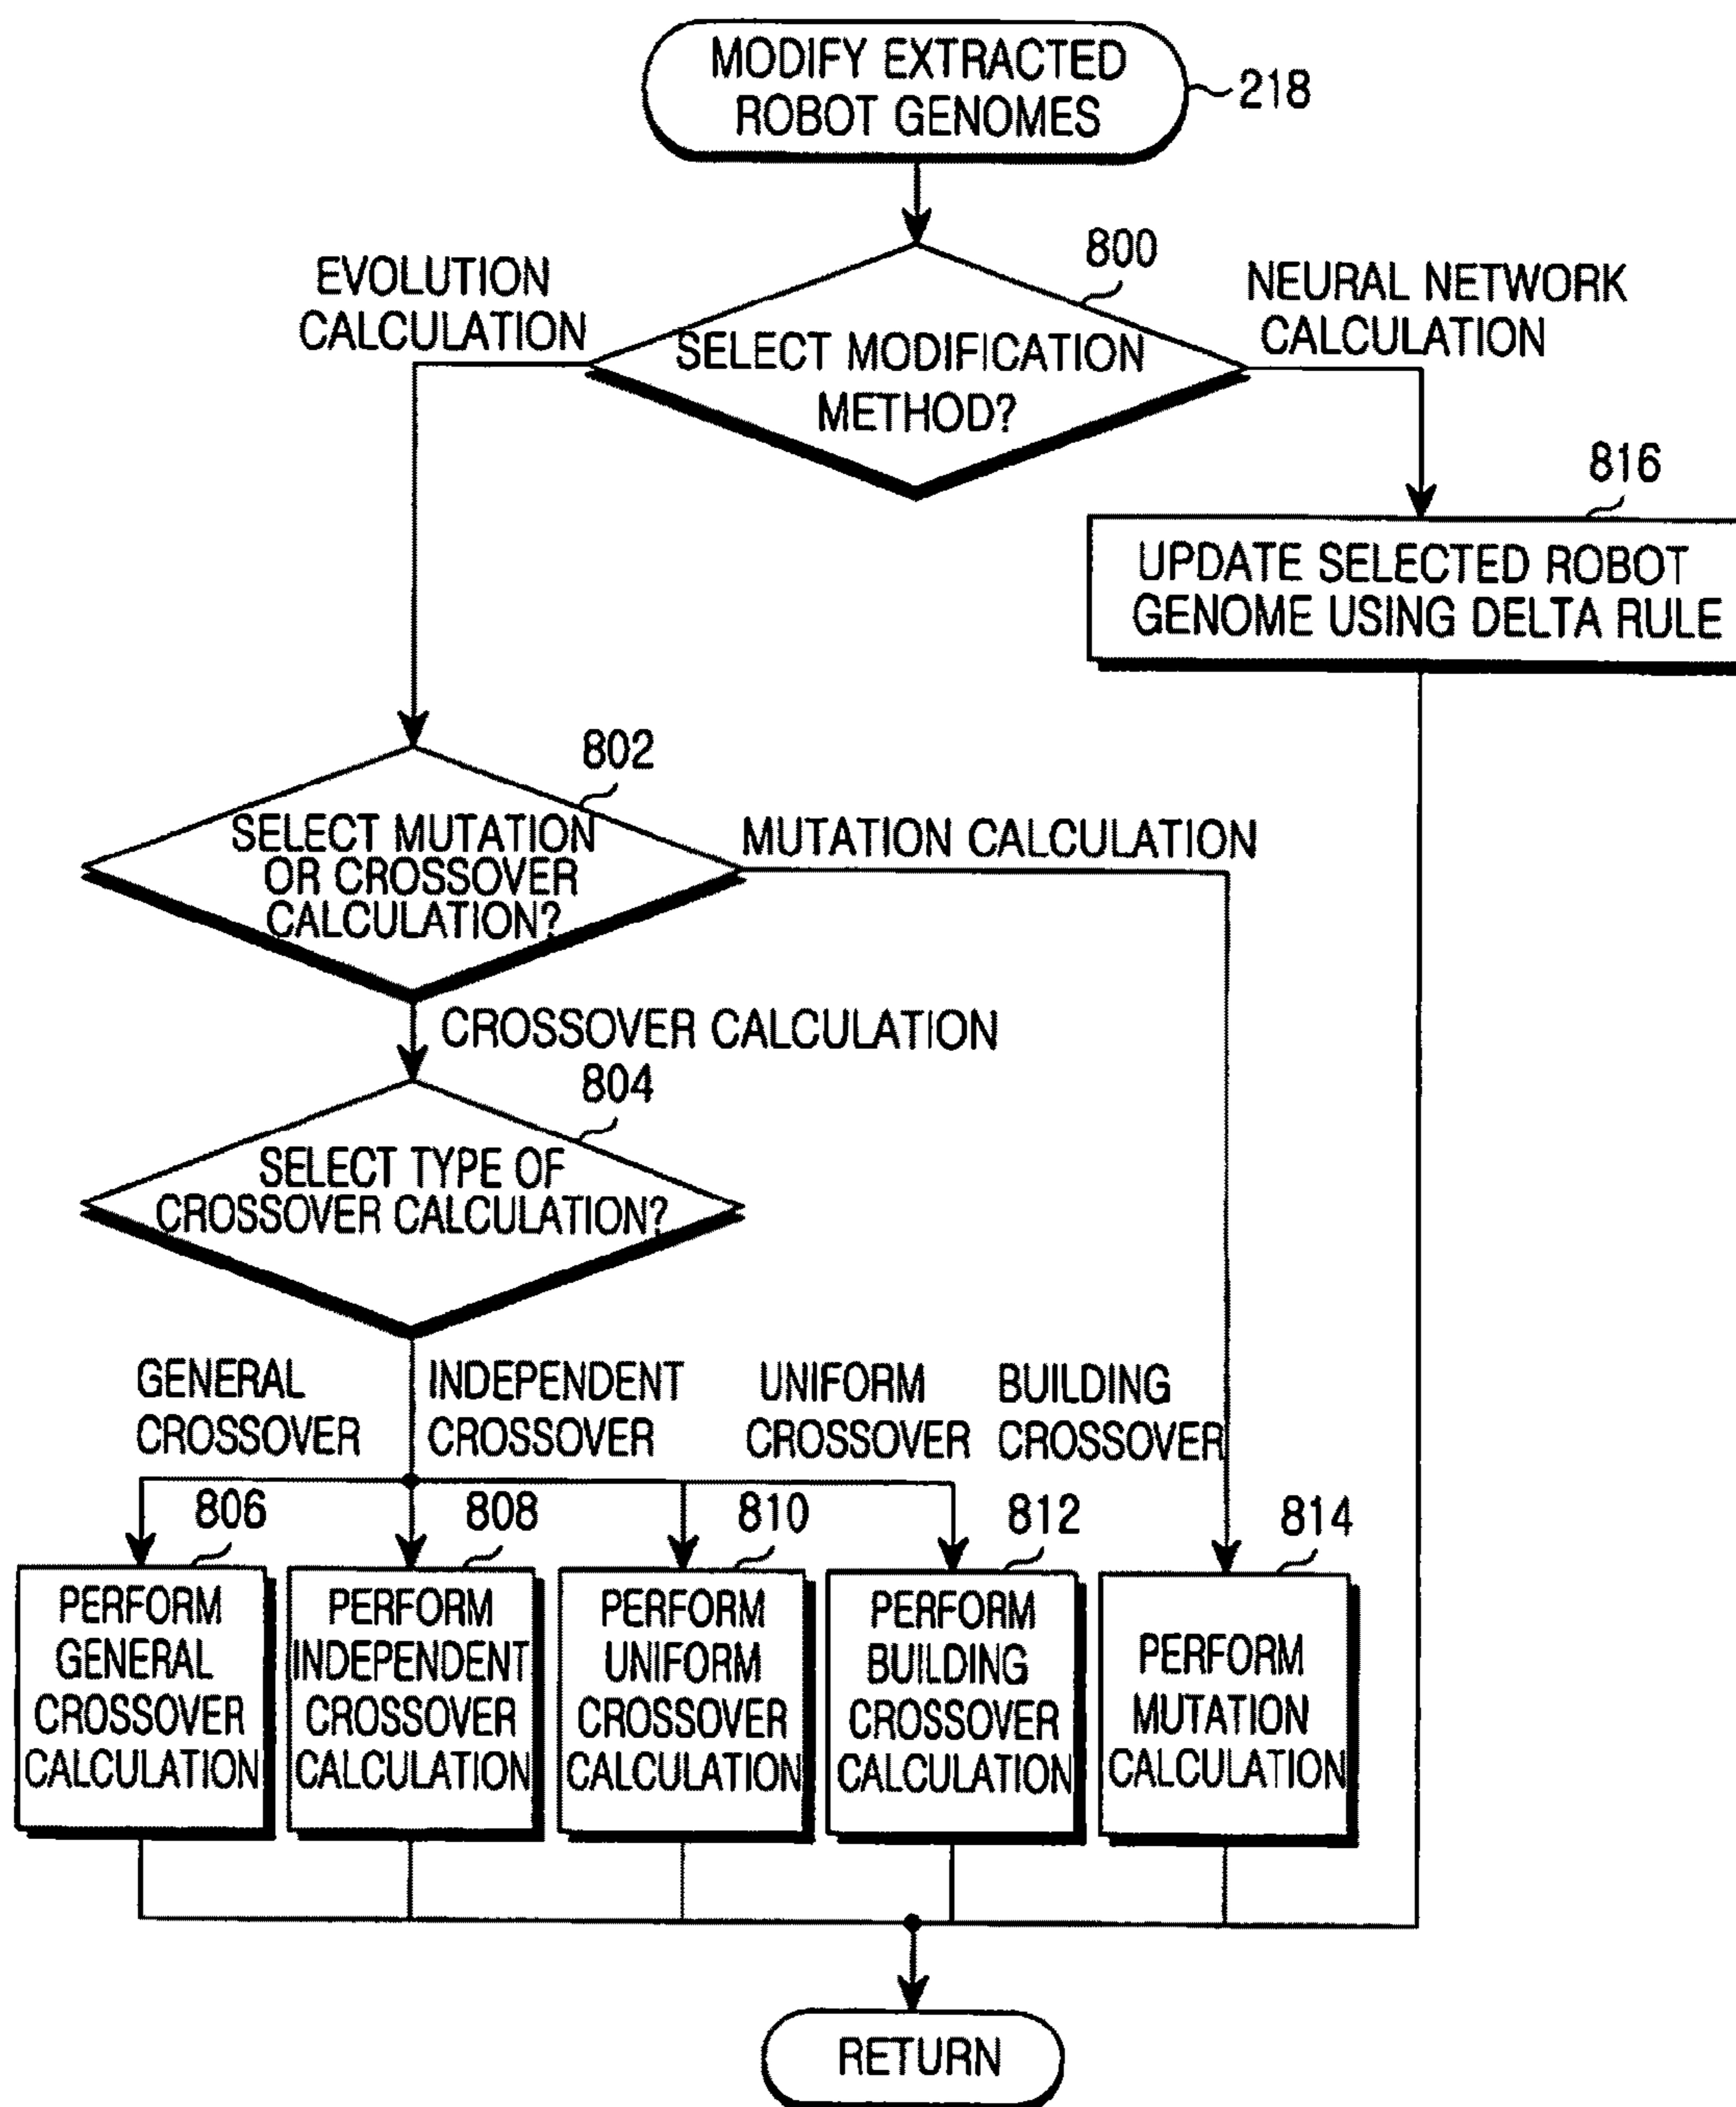 MODIFY EXTRACTED
ROBOT GENOMES
218
800
EVOLUTION
CALCULATION
NEURAL NETWORK
CALCULATION
SELECT MODIFICATION
METHOD?
816
UPDATE SELECTED ROBOT
GENOME USING DELTA RULE
802
SELECT MUTATION
OR CROSSOVER
CALCULATION?
MUTATION CALCULATION
CROSSOVER CALCULATION
804
SELECT TYPE OF
CROSSOVER CALCULATION?
GENERAL
CROSSOVER
INDEPENDENT
CROSSOVER
UNIFORM
CROSSOVER
BUILDING
CROSSOVER
806
PERFORM
GENERAL
CROSSOVER
CALCULATION
808
PERFORM
INDEPENDENT
CROSSOVER
CALCULATION
810
PERFORM
UNIFORM
CROSSOVER
CALCULATION
812
PERFORM
BUILDING
CROSSOVER
CALCULATION
814
PERFORM
MUTATION
CALCULATION
RETURN